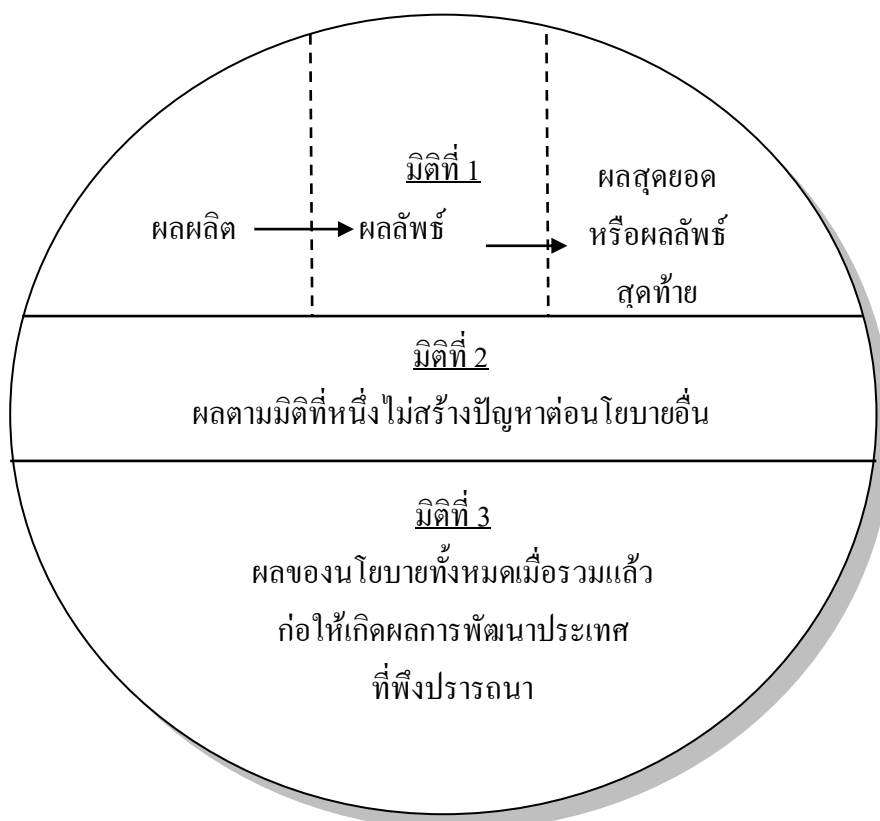 มิติที่ 1
ผลผลิต
ผลลัพธ์
ผลสุดยอด
หรือผลลัพธ์
สุดท้าย
มิติที่ 2
ผลตามมิติที่หนึ่งไม่สร้างปัญหาต่อนโยบายอื่น
มิติที่ 3
ผลของนโยบายทั้งหมดเมื่อรวมแล้ว
ก่อให้เกิดผลการพัฒนาประเทศ
ที่พึงปรารถนา